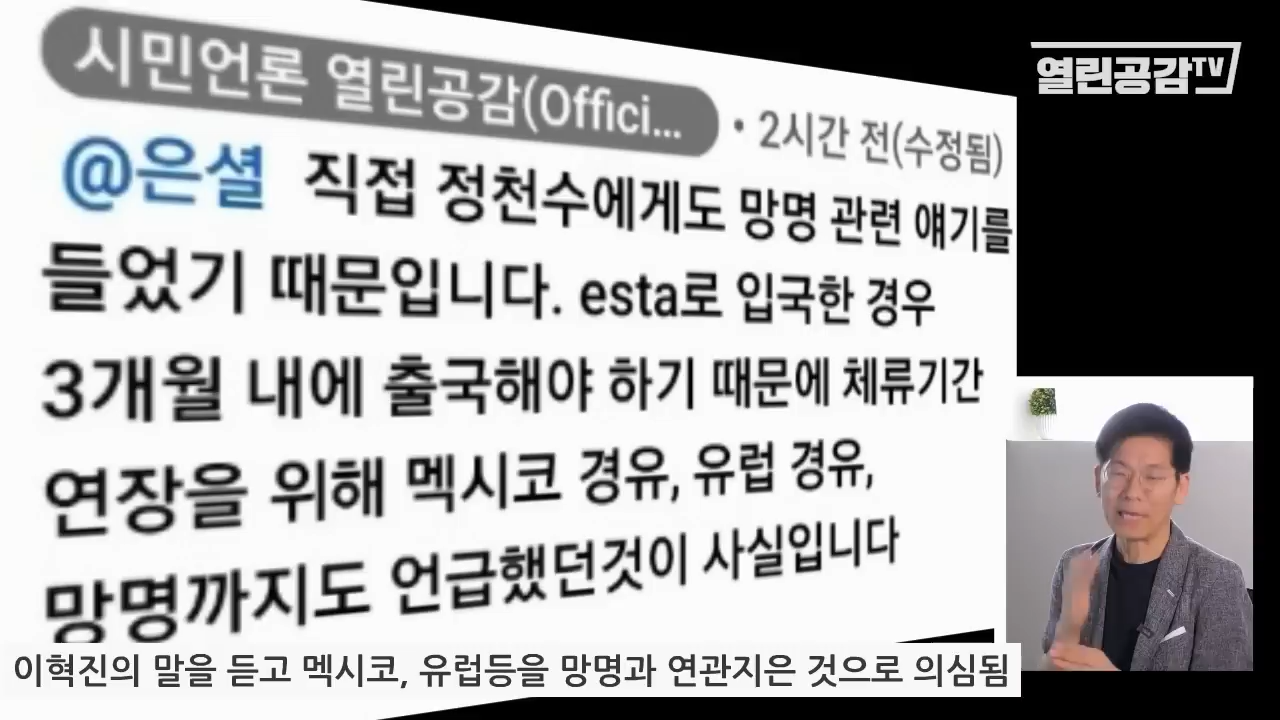 시민언론 열린공감(Offici... • 2시간 전(수정됨)
@은셜 직접 정천수에게도 망명 관련 얘기를
들었기 때문입니다. esta로 입국한 경우
3개월 내에 출국해야 하기 때문에 체류기간
연장을 위해 멕시코 경유, 유럽 경유,
망명까지도 언급했던것이 사실입니다
열린공감TV
이혁진의 말을 듣고 멕시코, 유럽등을 망명과 연관지은 것으로 의심됨